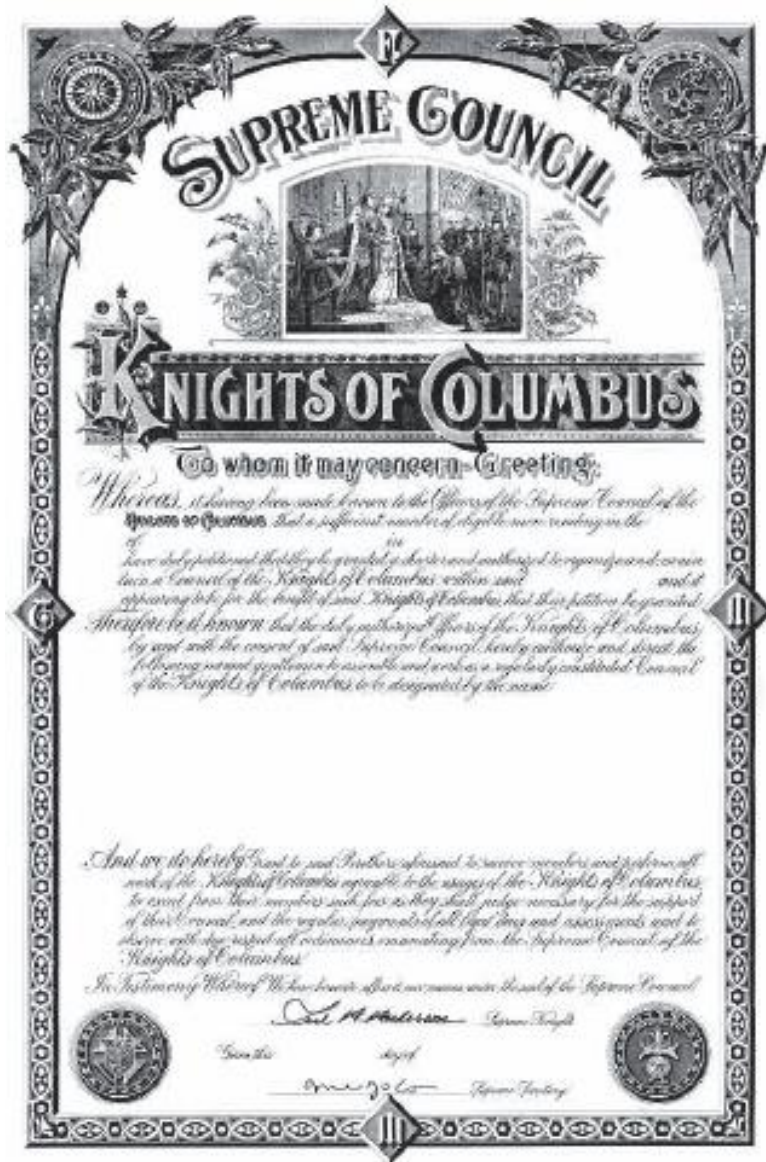 SUPREME COUNCIL
KNIGHTS OF COLUMBUS
To whom it may concern - Greeting:
Whereas, it having been made known to the Officers of the Supreme Council of the
Knights of Columbus that a sufficient number of eligible men residing in the
of in
have duly petitioned that they be granted a charter and authorized to organize and main
tain a Council of the Knights of Columbus within said and it
appearing to be for the benefit of said Knights of Columbus, that their petition be granted
Therefore be it known that the duly authorized Officers of the Knights of Columbus,
by and with the consent of said Supreme Council, hereby authorize and direct the
following named gentlemen to assemble and work as a regularly constituted Council
of the Knights of Columbus to be designated by the name
And we do hereby Grant to said Brothers aforesaid to receive members and perform all
work of the Knights of Columbus agreeable to the usages of the Knights of Columbus,
to exact from their members such fees as they shall judge necessary for the support
of their Council, and the regular payments of all legal dues and assessments and to
observe with due respect all ordinances emanating from the Supreme Council of the
Knights of Columbus
In Testimony Whereof We have hereunto affixed our names under the seal of the Supreme Council
Supreme Knight
Given this day of
Supreme Secretary